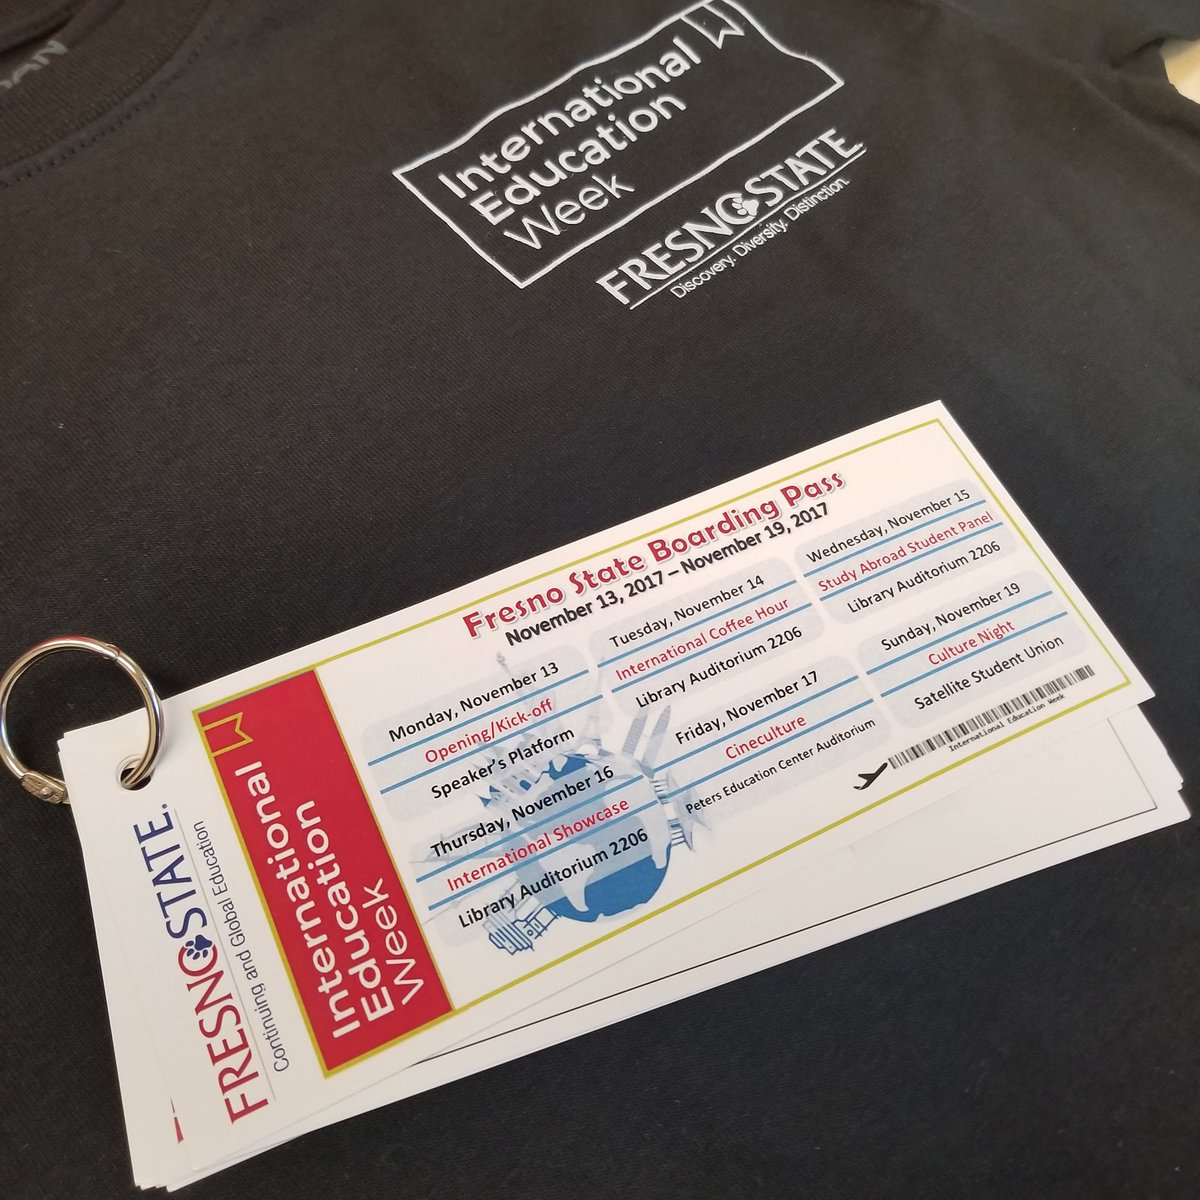 International
Education
Week
FRESNO STATE
Discovery. Diversity. Distinction.
FRESNO STATE.
Continuing and Global Education
International
Education
Week
Fresno State Boarding Pass
November 13, 2017 – November 19, 2017
Monday, November 13
Opening/Kick-off
Speaker's Platform
Tuesday, November 14
International Coffee Hour
Library Auditorium 2206
Wednesday, November 15
Study Abroad Student Panel
Library Auditorium 2206
Thursday, November 16
International Showcase
Library Auditorium 2206
Friday, November 17
Cineculture
Peters Education Center Auditorium
Sunday, November 19
Culture Night
Satellite Student Union
International Education Week